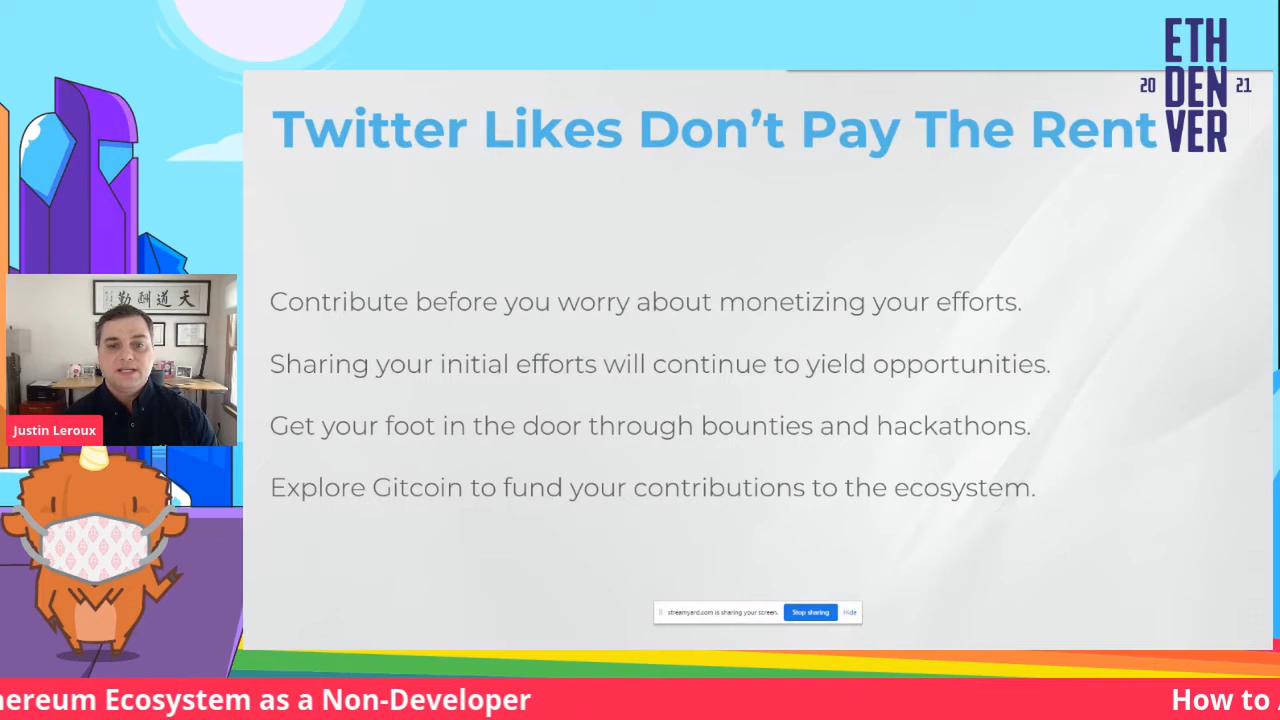 ETH
20 DEN 21
VER
Twitter Likes Don't Pay The Rent
Contribute before you worry about monetizing your efforts.
Sharing your initial efforts will continue to yield opportunities.
Get your foot in the door through bounties and hackathons.
Explore Gitcoin to fund your contributions to the ecosystem.
勤酬道天
Justin Leroux
streamyard.com is sharing your screen. Stop sharing Hide
hereum Ecosystem as a Non-Developer
How to